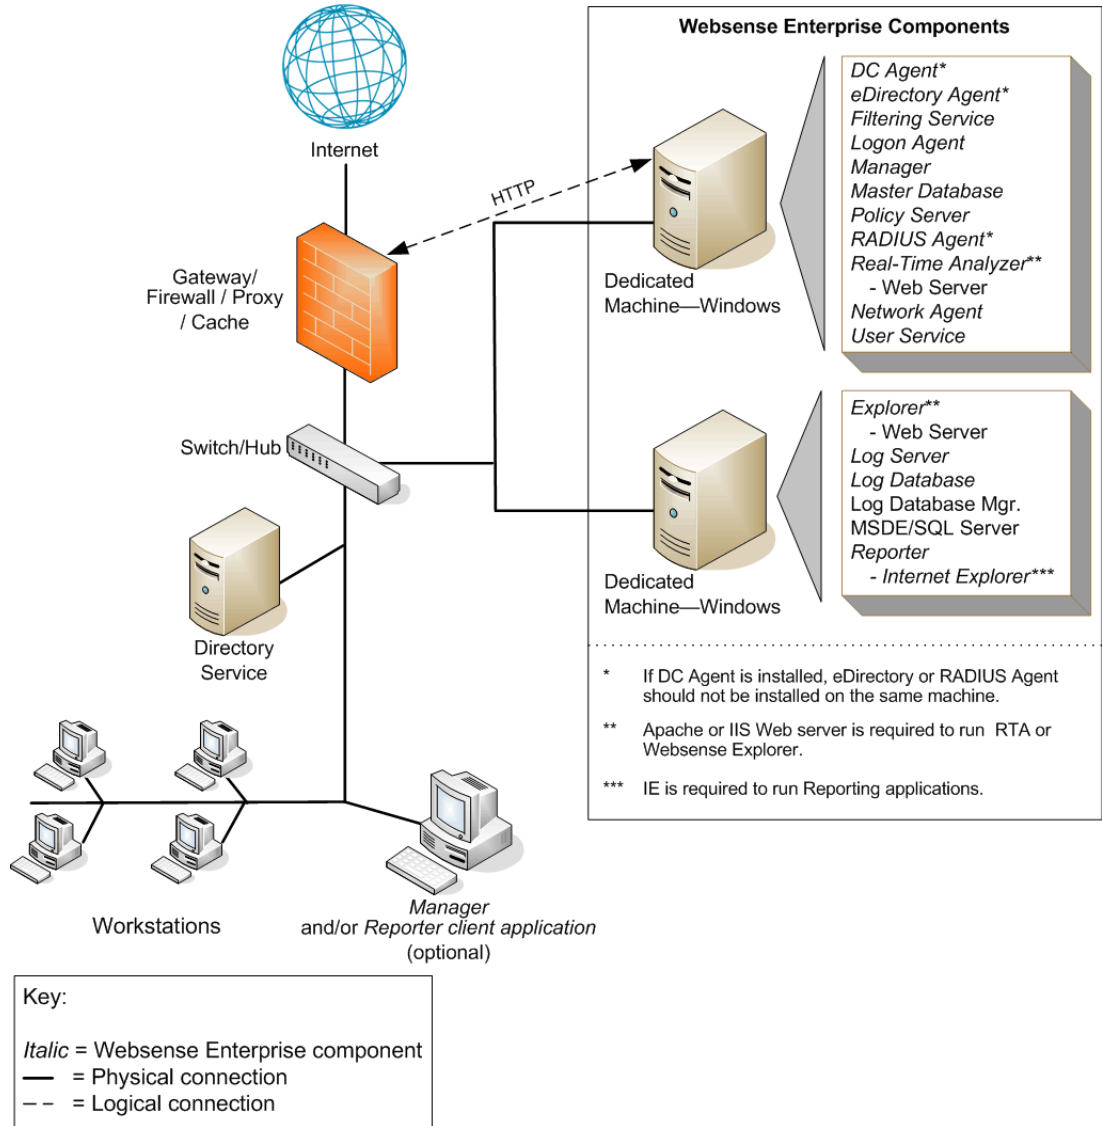 Websense Enterprise Components
Internet
HTTP
Gateway/
Firewall / Proxy
/ Cache
Switch/Hub
Directory
Service
Workstations
Manager
and/or Reporter client application
(optional)
Dedicated
Machine—Windows
DC Agent*
eDirectory Agent*
Filtering Service
Logon Agent
Manager
Master Database
Policy Server
RADIUS Agent*
Real-Time Analyzer**
- Web Server
Network Agent
User Service
Dedicated
Machine—Windows
Explorer**
- Web Server
Log Server
Log Database
Log Database Mgr.
MSDE/SQL Server
Reporter
- Internet Explorer***
* If DC Agent is installed, eDirectory or RADIUS Agent
should not be installed on the same machine.
** Apache or IIS Web server is required to run RTA or
Websense Explorer.
*** IE is required to run Reporting applications.
Key:
Italic = Websense Enterprise component
= Physical connection
= Logical connection